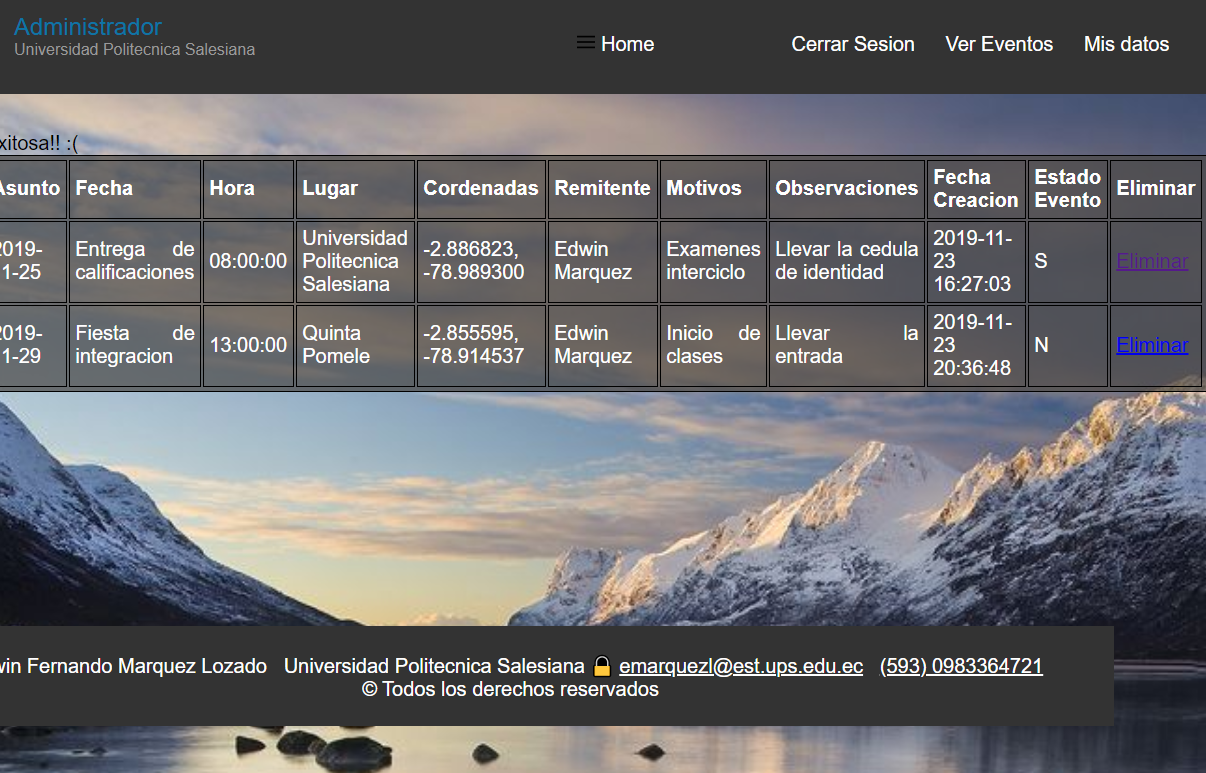 Administrador
Universidad Politecnica Salesiana
Home
Cerrar Sesion
Ver Eventos
Mis datos
xitosa!! :(
Asunto
Fecha
Hora
Lugar
Cordenadas
Remitente
Motivos
Observaciones
Fecha
Creacion
Estado
Evento
Eliminar
2019-
1-25
Entrega de
calificaciones
08:00:00
Universidad
Politecnica
Salesiana
-2.886823,
-78.989300
Edwin
Marquez
Examenes
interciclo
Llevar la cedula
de identidad
2019-11-
23
16:27:03
S
Eliminar
2019-
1-29
Fiesta de
integracion
13:00:00
Quinta
Pomele
-2.855595,
-78.914537
Edwin
Marquez
Inicio de
clases
Llevar la
entrada
2019-11-
23
20:36:48
N
Eliminar
win Fernando Marquez Lozado Universidad Politecnica Salesiana emarquezl@est.ups.edu.ec (593) 0983364721
© Todos los derechos reservados